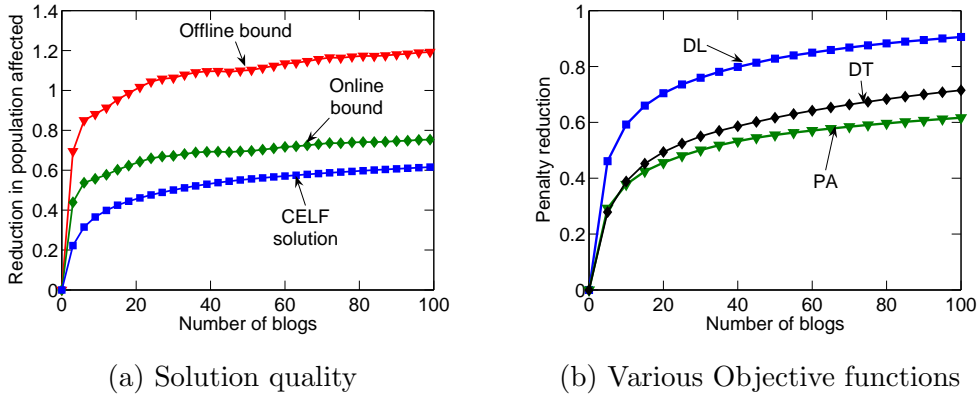 1.4
1.2
1
0.8
0.6
0.4
0.2
0
0
20
40
60
80
100
Reduction in population affected
Number of blogs
Offline bound
Online
bound
CELF
solution
(a) Solution quality
1
0.8
0.6
0.4
0.2
0
0
20
40
60
80
100
Penalty reduction
Number of blogs
DL
DT
PA
(b) Various Objective functions